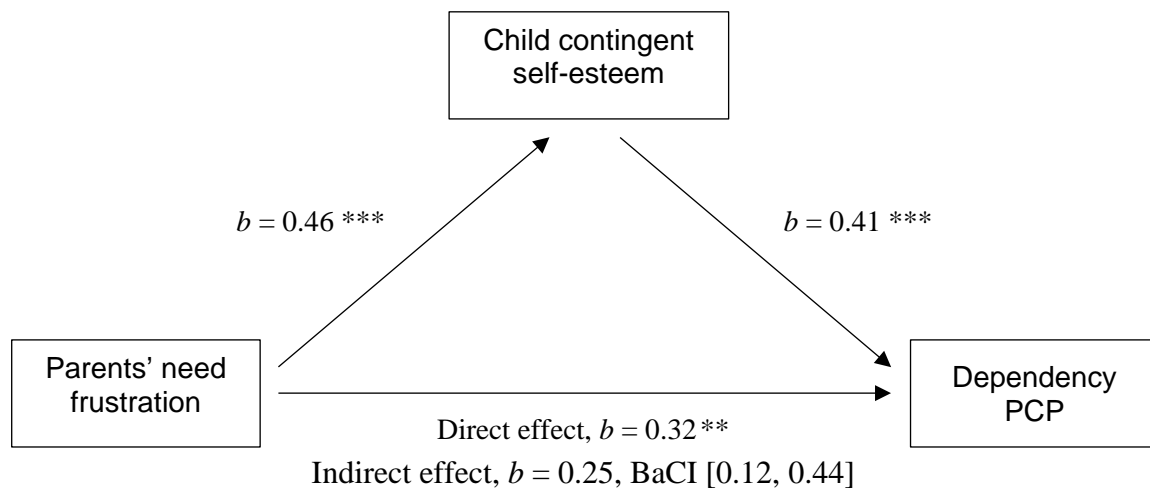 Child contingent
self-esteem
b = 0.46 ***
b = 0.41 ***
Parents’ need
frustration
Dependency
PCP
Direct effect, b = 0.32 **
Indirect effect, b = 0.25, BaCI [0.12, 0.44]